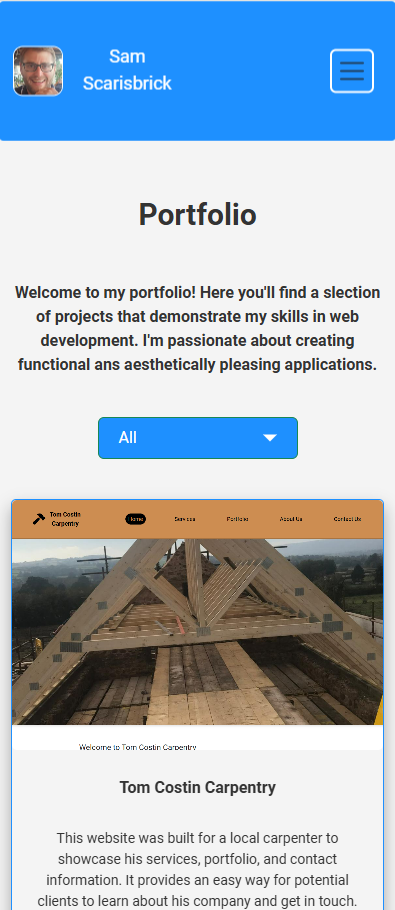 Sam
Scarisbrick
Portfolio
Welcome to my portfolio! Here you'll find a slection
of projects that demonstrate my skills in web
development. I'm passionate about creating
functional ans aesthetically pleasing applications.
All
Tom Costin
Carpentry
Home Services Portfolio About Us Contact Us
Welcome to Tom Costin Carpentry
Tom Costin Carpentry
This website was built for a local carpenter to
showcase his services, portfolio, and contact
information. It provides an easy way for potential
clients to learn about his company and get in touch.